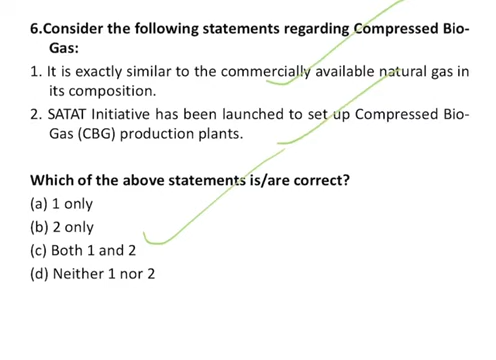 6.Consider the following statements regarding Compressed Bio-
Gas:
1. It is exactly similar to the commercially available natural gas in
its composition.
2. SATAT Initiative has been launched to set up Compressed Bio-
Gas (CBG) production plants.
Which of the above statements is/are correct?
(a) 1 only
(b) 2 only
(c) Both 1 and 2
(d) Neither 1 nor 2